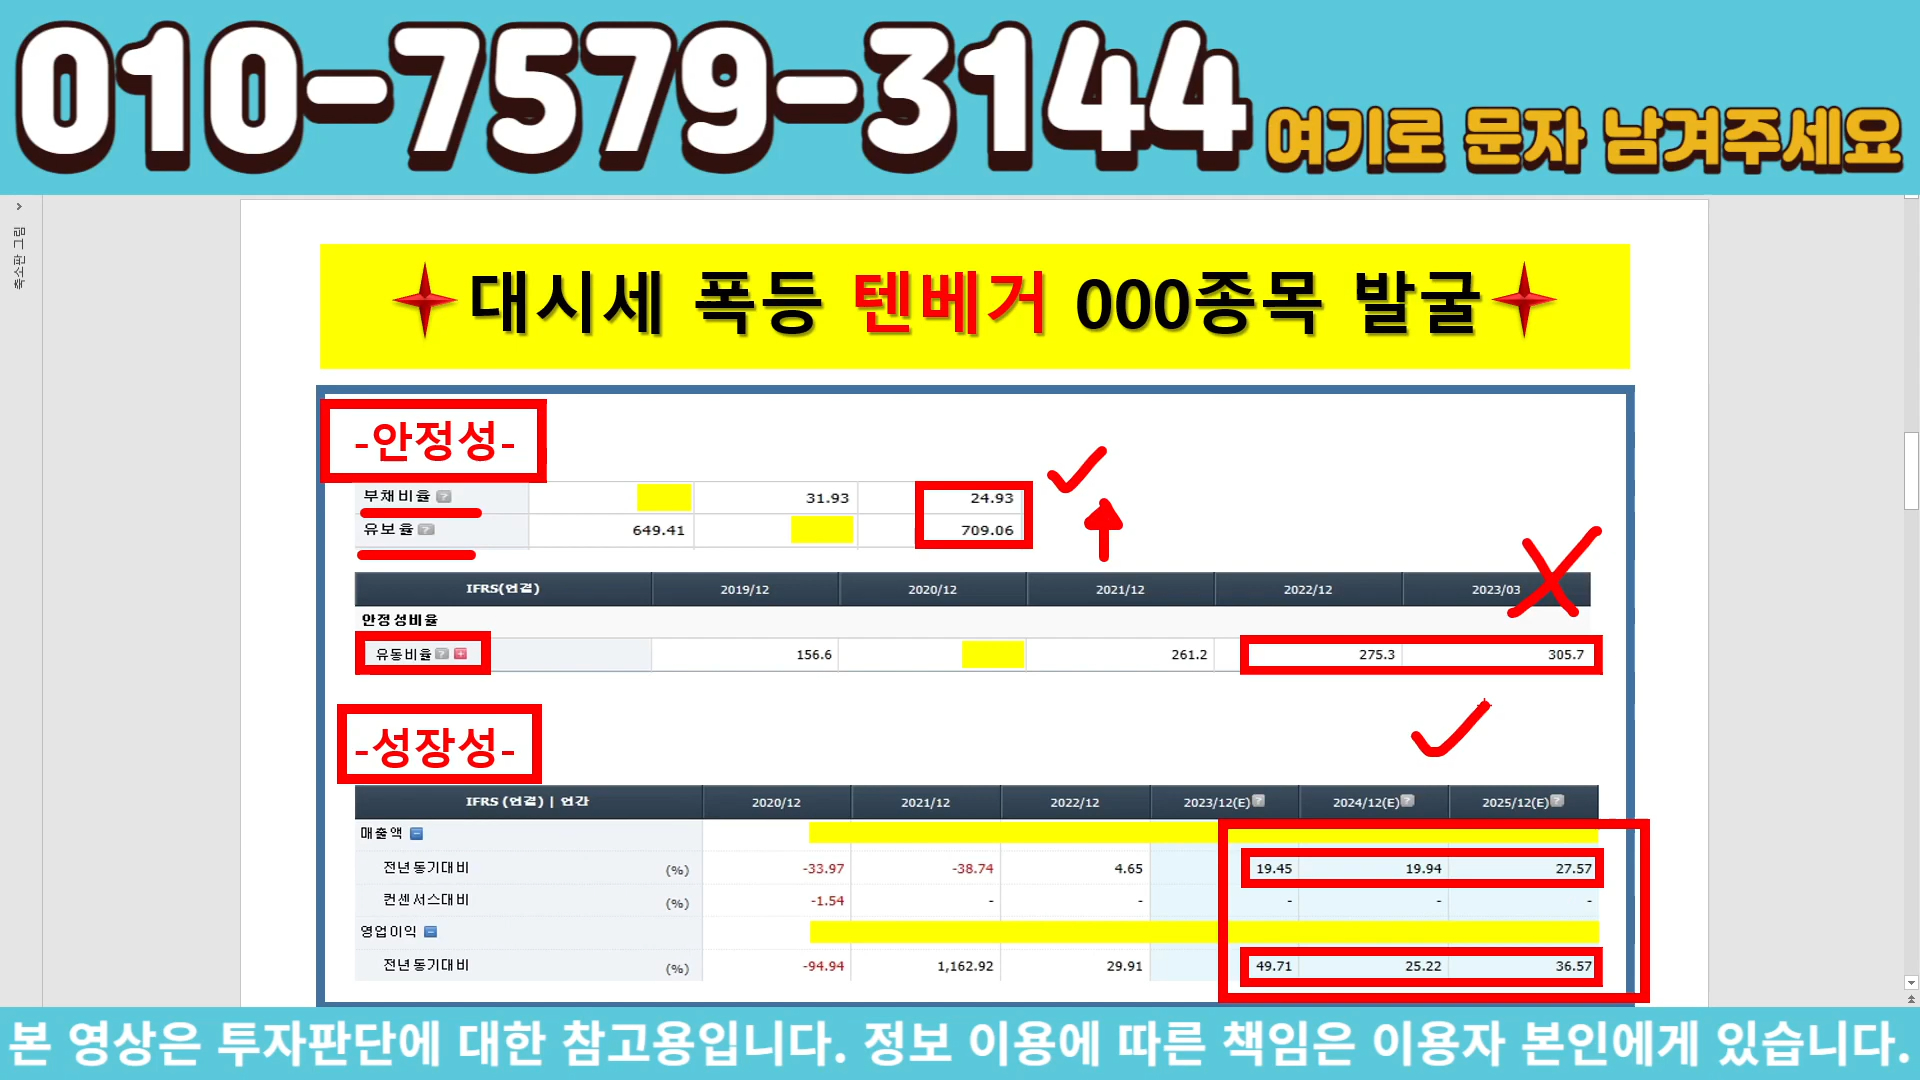 010-7579-3144 여기로 문자 남겨주세요
축소판 그림
대시세 폭등 텐베거 000종목 발굴
-안정성-
부채비율 31.93 24.93
유보율 649.41 709.06
IFRS(연결) 2019/12 2020/12 2021/12 2022/12 2023/03
안정성비율
유동비율 156.6 261.2 275.3 305.7
-성장성-
IFRS (연결) | 연간 2020/12 2021/12 2022/12 2023/12(E) 2024/12(E) 2025/12(E)
매출액
전년동기대비 (%) -33.97 -38.74 4.65 19.45 19.94 27.57
컨센서스대비 (%) -1.54 - - - - -
영업이익
전년동기대비 (%) -94.94 1,162.92 29.91 49.71 25.22 36.57
본 영상은 투자판단에 대한 참고용입니다. 정보 이용에 따른 책임은 이용자 본인에게 있습니다.